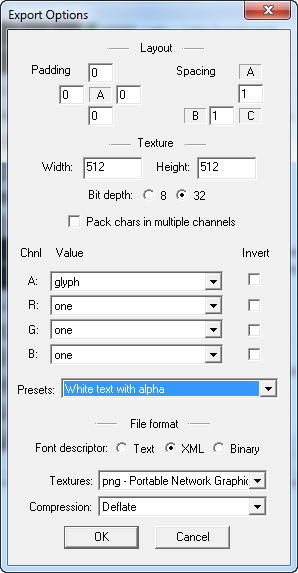 Export Options
Layout
Padding 0 Spacing A
0 A 0 1
0 B 1 C
Texture
Width: 512 Height: 512
Bit depth: 8 32
Pack chars in multiple channels
Chnl Value Invert
A: glyph
R: one
G: one
B: one
Presets: White text with alpha
File format
Font descriptor: Text XML Binary
Textures: png - Portable Network Graphic
Compression: Deflate
OK Cancel